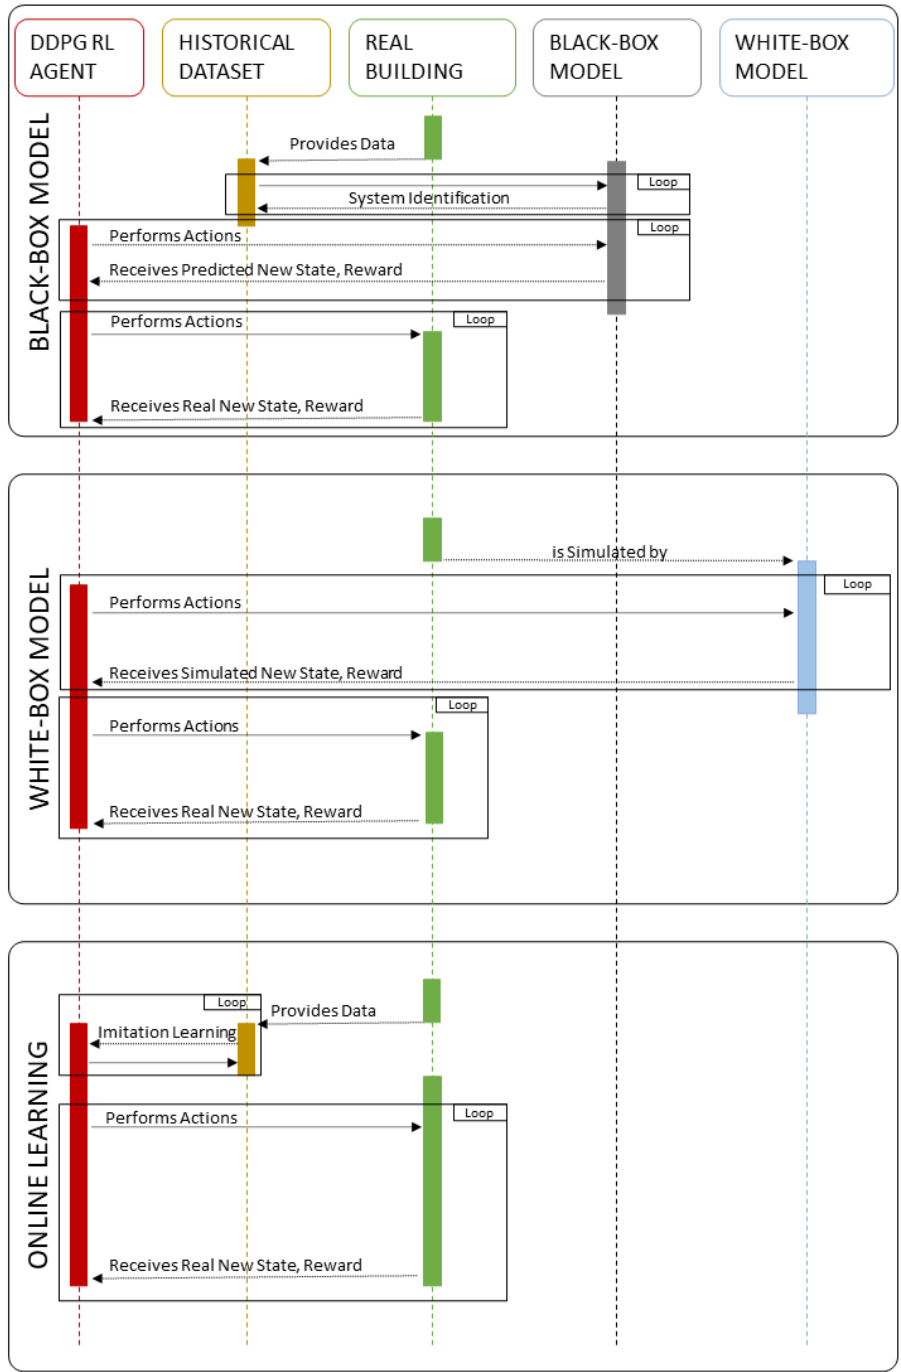 DDPG RL
AGENT
HISTORICAL
DATASET
REAL
BUILDING
BLACK-BOX
MODEL
WHITE-BOX
MODEL
BLACK-BOX MODEL
Provides Data
Loop
System Identification
Loop
Performs Actions
Receives Predicted New State, Reward
Loop
Performs Actions
Receives Real New State, Reward
WHITE-BOX MODEL
is Simulated by
Loop
Performs Actions
Receives Simulated New State, Reward
Loop
Performs Actions
Receives Real New State, Reward
ONLINE LEARNING
Loop
Provides Data
Imitation Learning
Loop
Performs Actions
Receives Real New State, Reward